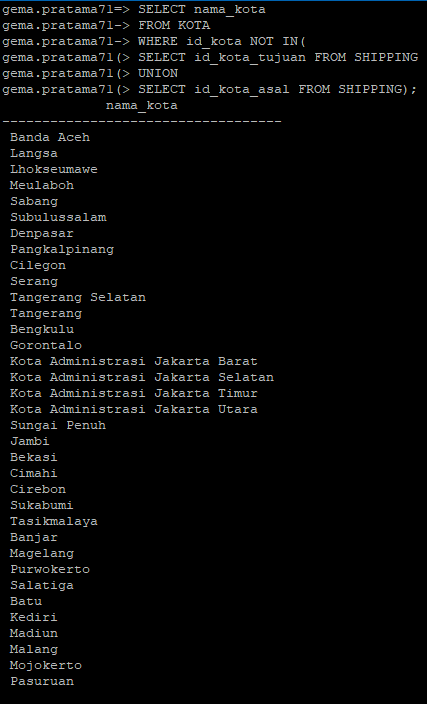 gema.pratama71=> SELECT nama_kota
gema.pratama71-> FROM KOTA
gema.pratama71-> WHERE id_kota NOT IN(
gema.pratama71(> SELECT id_kota_tujuan FROM SHIPPING
gema.pratama71(> UNION
gema.pratama71(> SELECT id_kota_asal FROM SHIPPING);
nama_kota
-----------------------------------
Banda Aceh
Langsa
Lhokseumawe
Meulaboh
Sabang
Subulussalam
Denpasar
Pangkalpinang
Cilegon
Serang
Tangerang Selatan
Tangerang
Bengkulu
Gorontalo
Kota Administrasi Jakarta Barat
Kota Administrasi Jakarta Selatan
Kota Administrasi Jakarta Timur
Kota Administrasi Jakarta Utara
Sungai Penuh
Jambi
Bekasi
Cimahi
Cirebon
Sukabumi
Tasikmalaya
Banjar
Magelang
Purwokerto
Salatiga
Batu
Kediri
Madiun
Malang
Mojokerto
Pasuruan